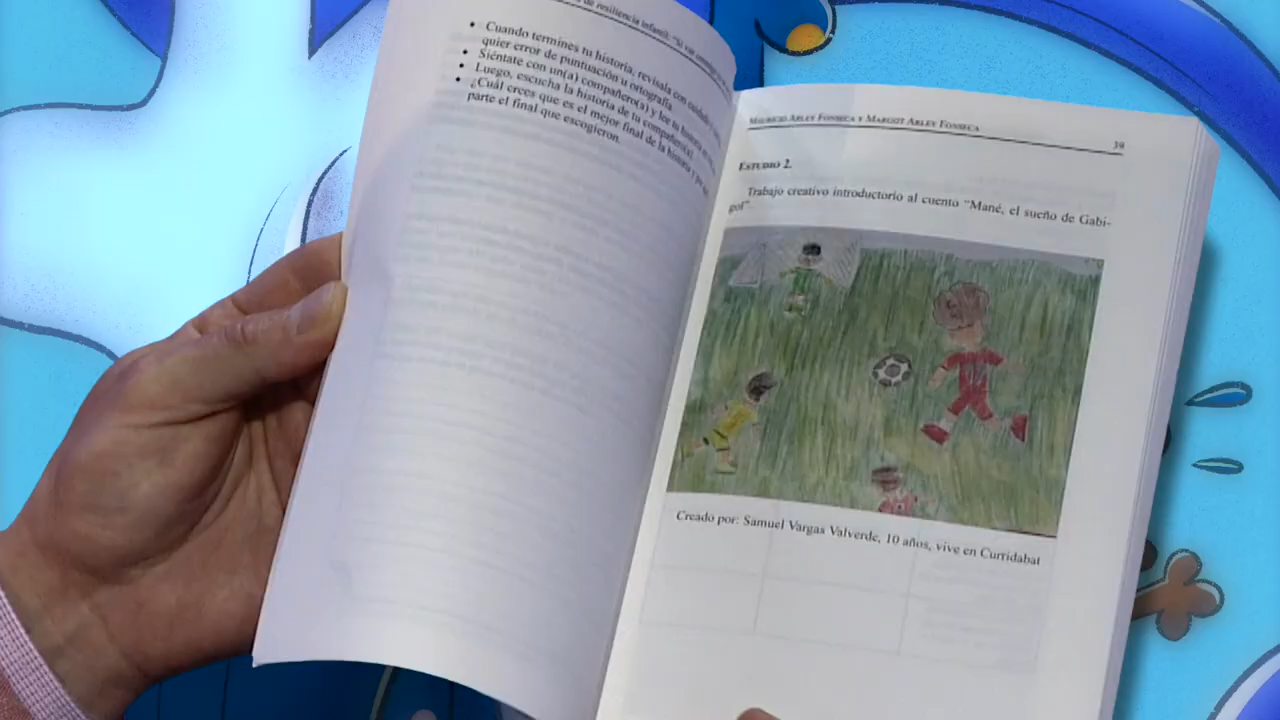 de resiliencia infantil: "Si me
• Cuando termines tu historia, revísala con cuidado
quier error de puntuación u ortografía.
• Siéntate con un(a) compañero(a) y lee tu historia
• Luego, escucha la historia de tu compañero(a).
• ¿Cuál crees que es el mejor final de la historia y por
parte el final que escogieron.
MAURICIO ARLEY FONSECA Y MARGOT ARLEY FONSECA
39
ESTUDIO 2.
Trabajo creativo introductorio al cuento “Mané, el sueño de Gabi-
gol”.
Creado por: Samuel Vargas Valverde, 10 años, vive en Curridabat